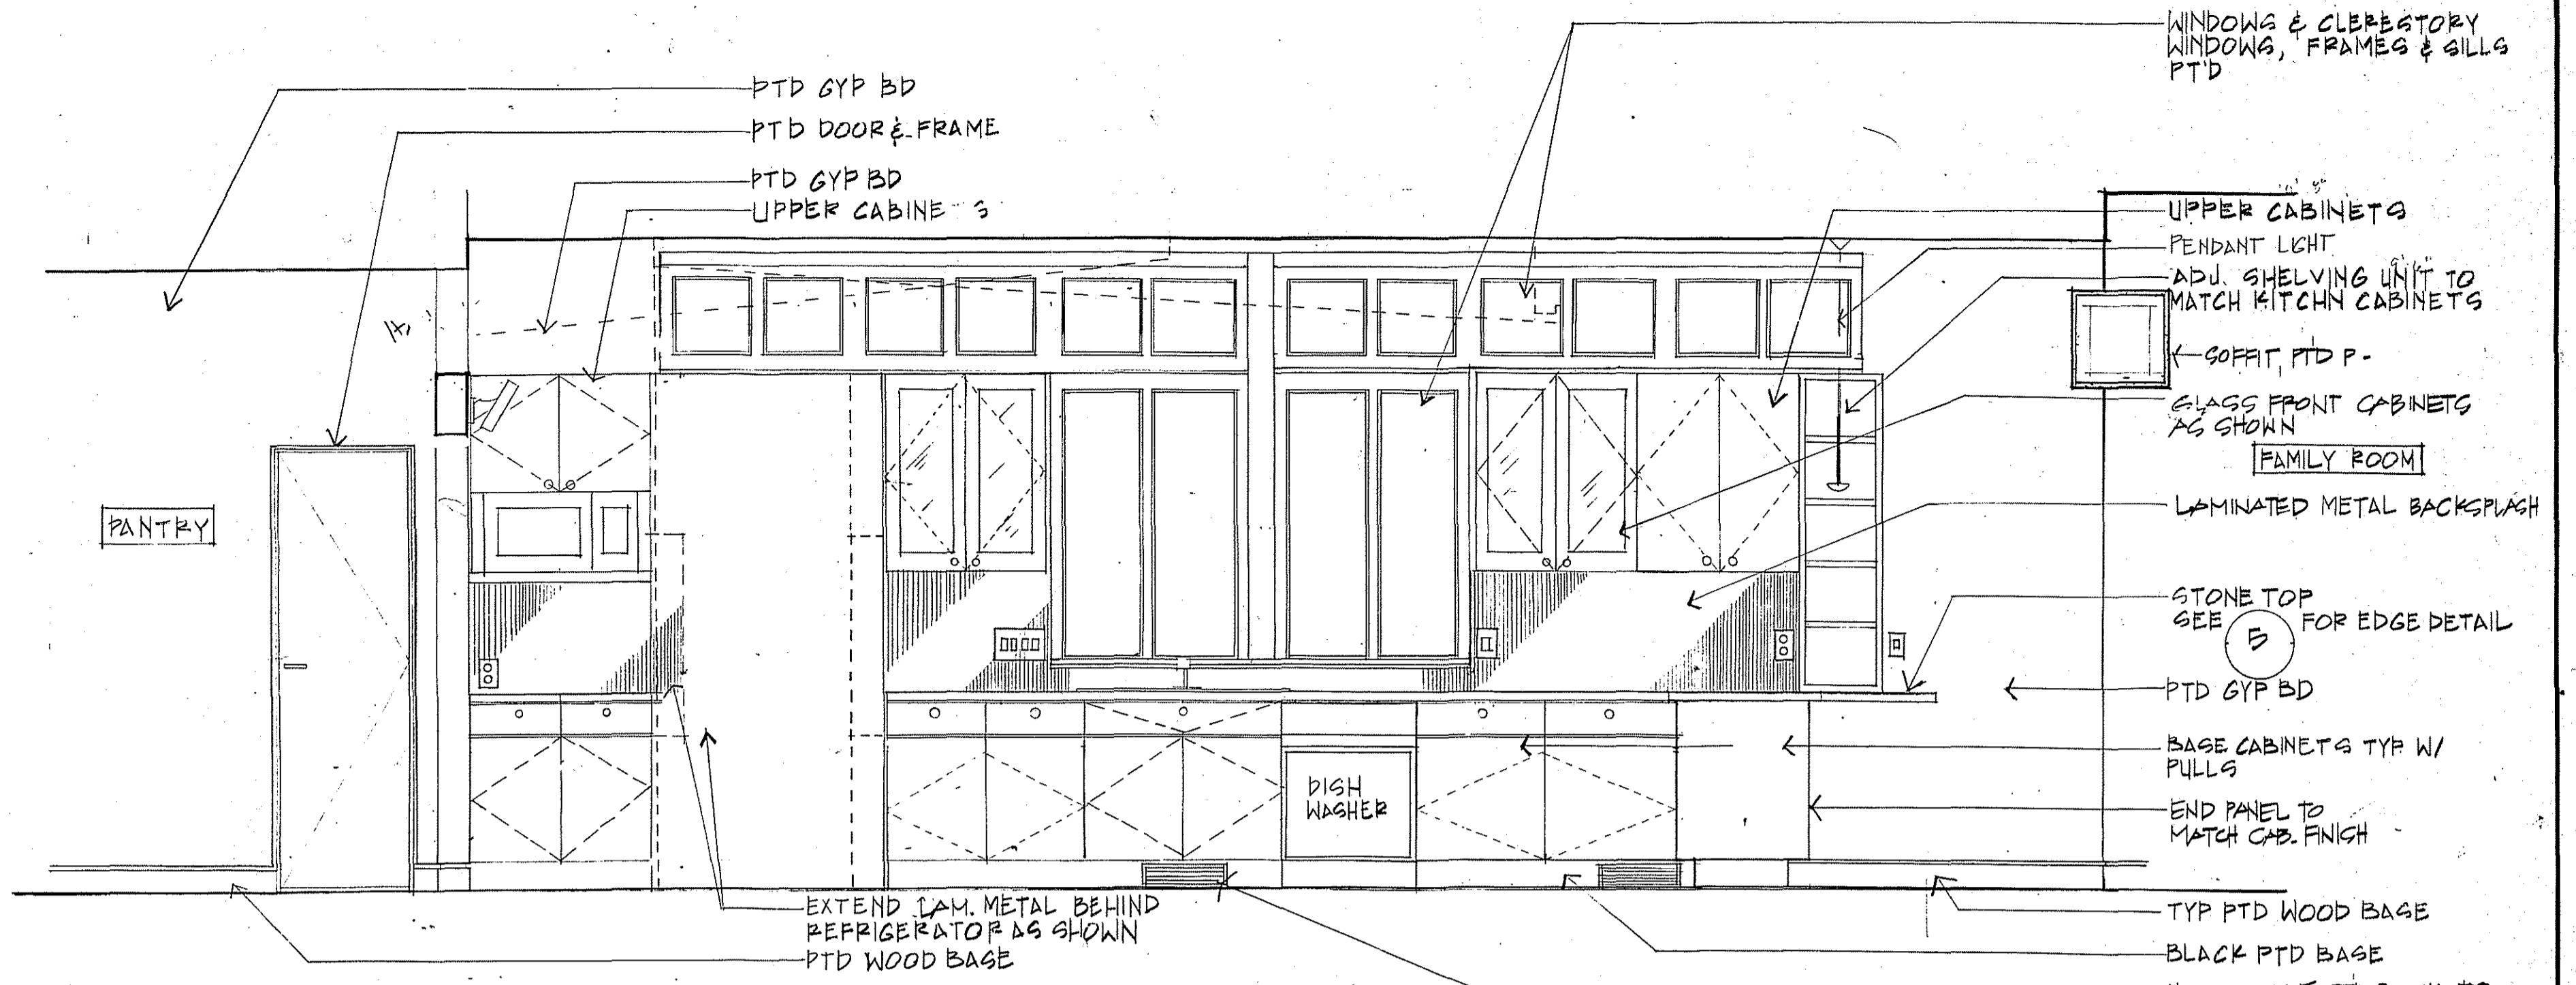 WINDOWS & CLERESTORY
WINDOWS, FRAMES & SILLS
PT'D
PTD GYP BD
PTD DOOR & FRAME
PTD GYP BD
UPPER CABINE S
UPPER CABINETS
PENDANT LIGHT
ADJ. SHELVING UNIT TO
MATCH KITCHN CABINETS
SOFFIT, PTD P-
GLASS FRONT CABINETS
AS SHOWN
FAMILY ROOM
LAMINATED METAL BACKSPLASH
PANTRY
STONE TOP
SEE 5 FOR EDGE DETAIL
PTD GYP BD
BASE CABINETS TYP. W/
PULLS
DISH
WASHER
END PANEL TO
MATCH CAB. FINISH
EXTEND LAM. METAL BEHIND
REFRIGERATOR AS SHOWN
PTD WOOD BASE
TYP PTD WOOD BASE
BLACK PTD BASE